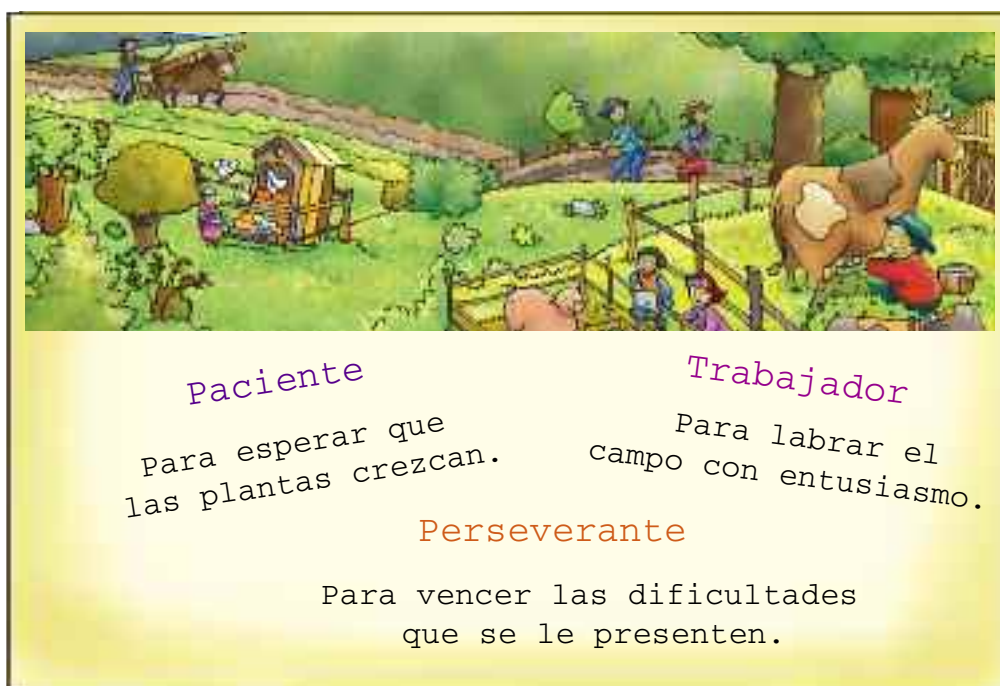 Paciente
Para esperar que
las plantas crezcan.
Trabajador
Para labrar el
campo con entusiasmo.
Perseverante
Para vencer las dificultades
que se le presenten.